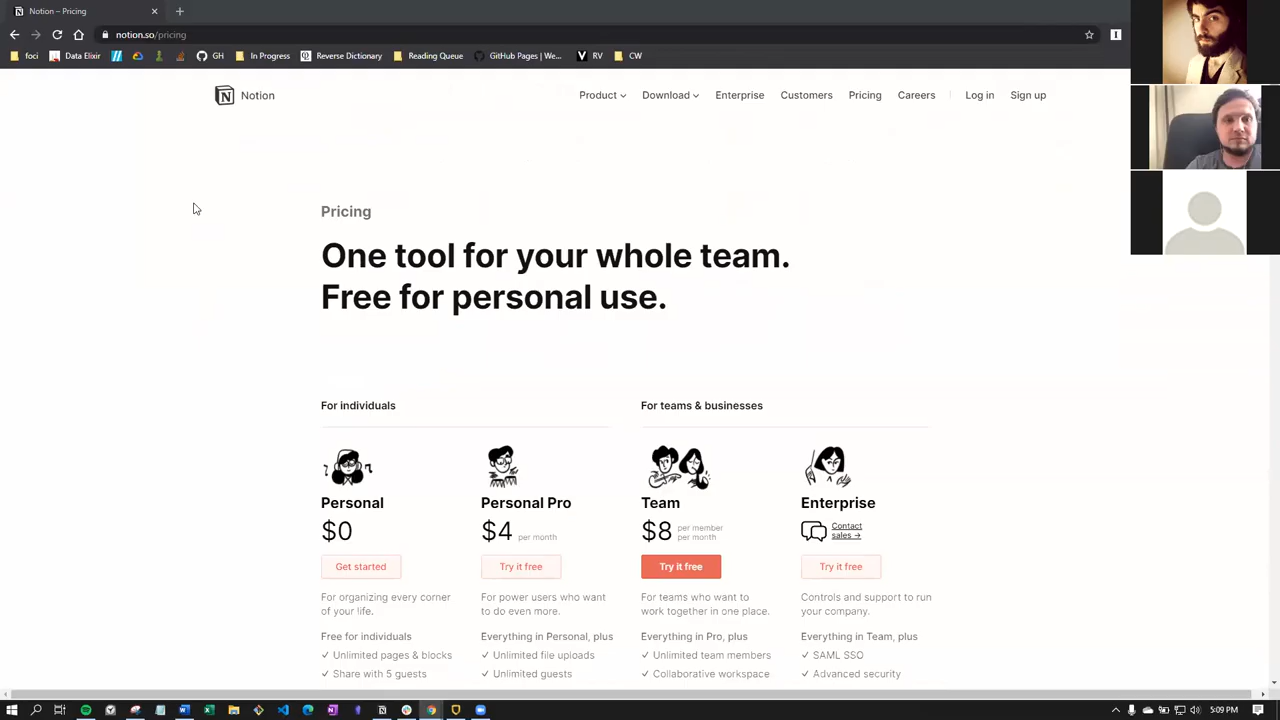 Notion – Pricing
notion.so/pricing
foci
Data Elixir
GH
In Progress
Reverse Dictionary
Reading Queue
GitHub Pages | We...
RV
CW
Notion
Product
Download
Enterprise
Customers
Pricing
Careers
Log in
Sign up
Pricing
One tool for your whole team.
Free for personal use.
For individuals
For teams & businesses
Personal
$0
Get started
For organizing every corner
of your life.
Free for individuals
✓ Unlimited pages & blocks
✓ Share with 5 guests
Personal Pro
$4 per month
Try it free
For power users who want
to do even more.
Everything in Personal, plus
✓ Unlimited file uploads
✓ Unlimited guests
Team
$8 per member
per month
Try it free
For teams who want to
work together in one place.
Everything in Pro, plus
✓ Unlimited team members
✓ Collaborative workspace
Enterprise
Contact
sales →
Try it free
Controls and support to run
your company.
Everything in Team, plus
✓ SAML SSO
✓ Advanced security
5:09 PM